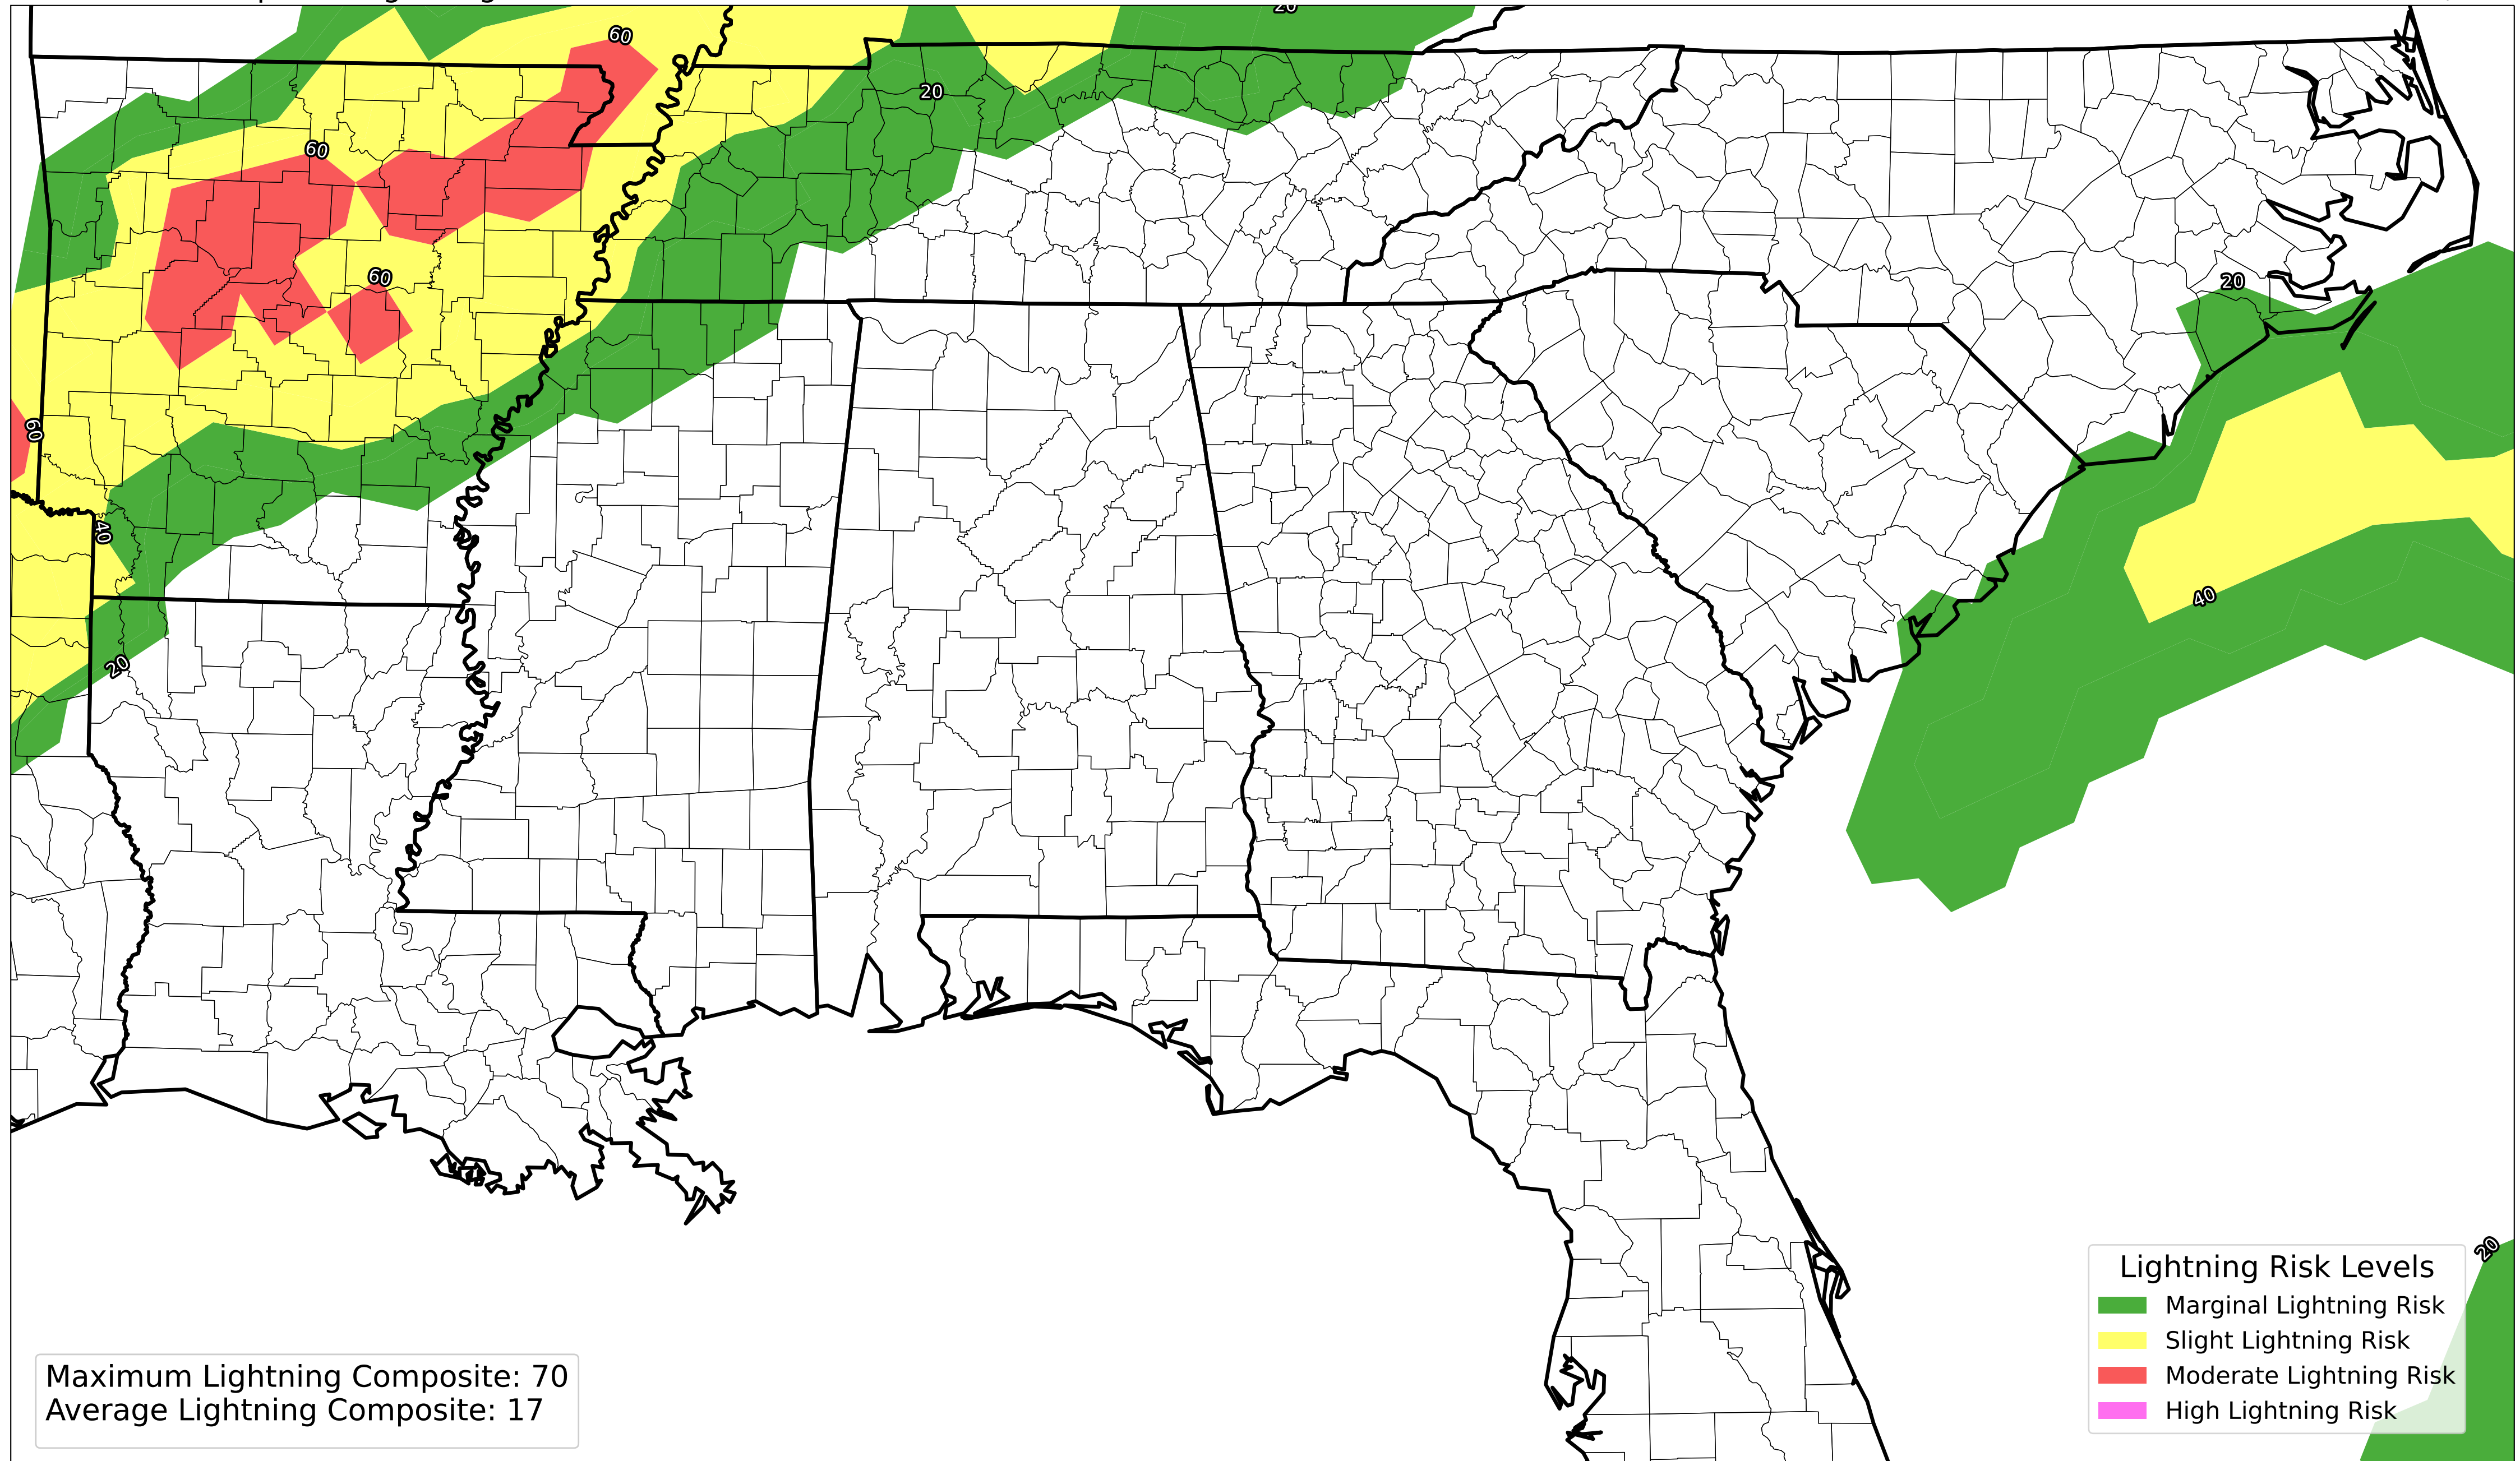 20
60
20
60
60
20
60
40
40
20
20
Lightning Risk Levels
Marginal Lightning Risk
Slight Lightning Risk
Moderate Lightning Risk
High Lightning Risk
Maximum Lightning Composite: 70
Average Lightning Composite: 17